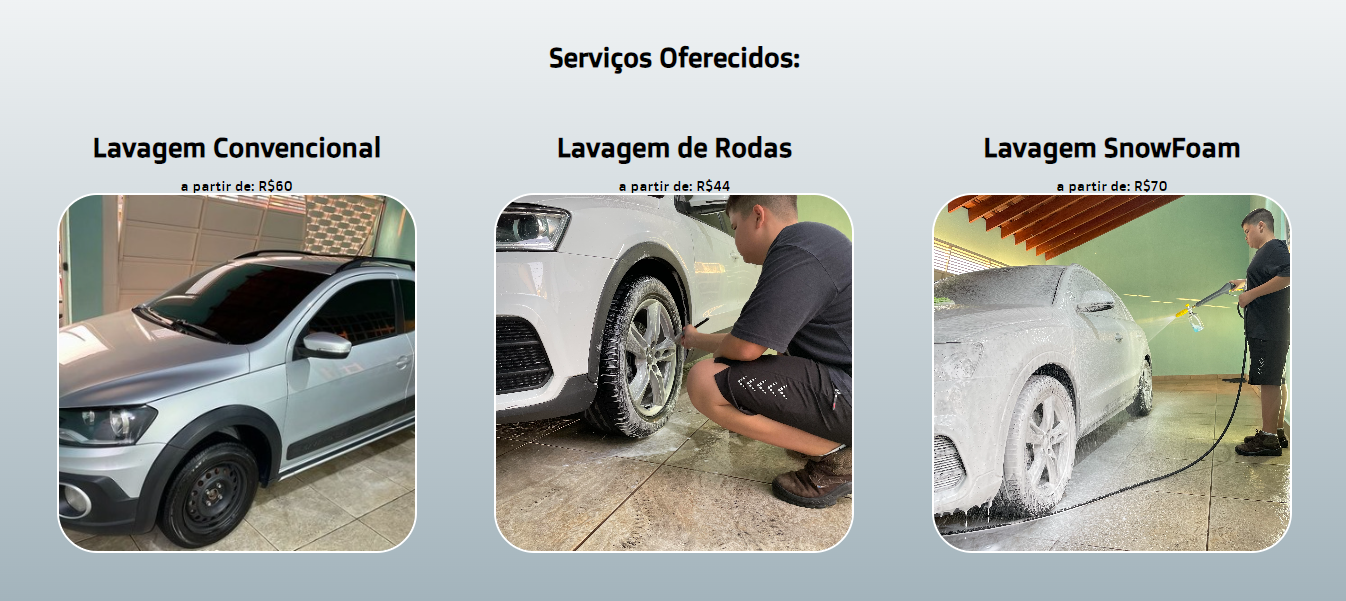 Serviços Oferecidos:
Lavagem Convencional
a partir de: R$60
Lavagem de Rodas
a partir de: R$44
Lavagem SnowFoam
a partir de: R$70